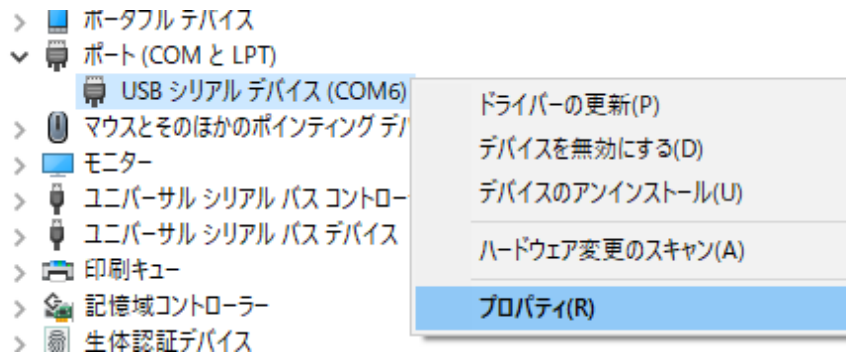 ポータブル デバイス
ポート (COM と LPT)
USB シリアル デバイス (COM6)
マウスとそのほかのポインティング デバ
モニター
ユニバーサル シリアル バス コントロー
ユニバーサル シリアル バス デバイス
印刷キュー
記憶域コントローラー
生体認証デバイス
ドライバーの更新(P)
デバイスを無効にする(D)
デバイスのアンインストール(U)
ハードウェア変更のスキャン(A)
プロパティ(R)